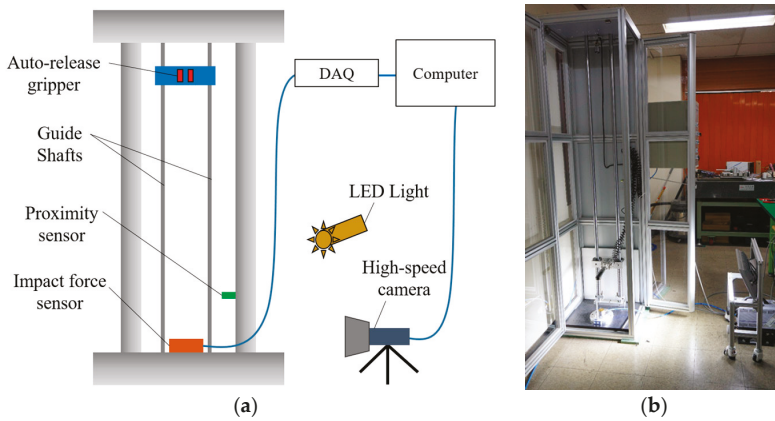 Auto-release
gripper
Guide
Shafts
Proximity
sensor
Impact force
sensor
DAQ
Computer
LED Light
High-speed
camera
(a)
(b)